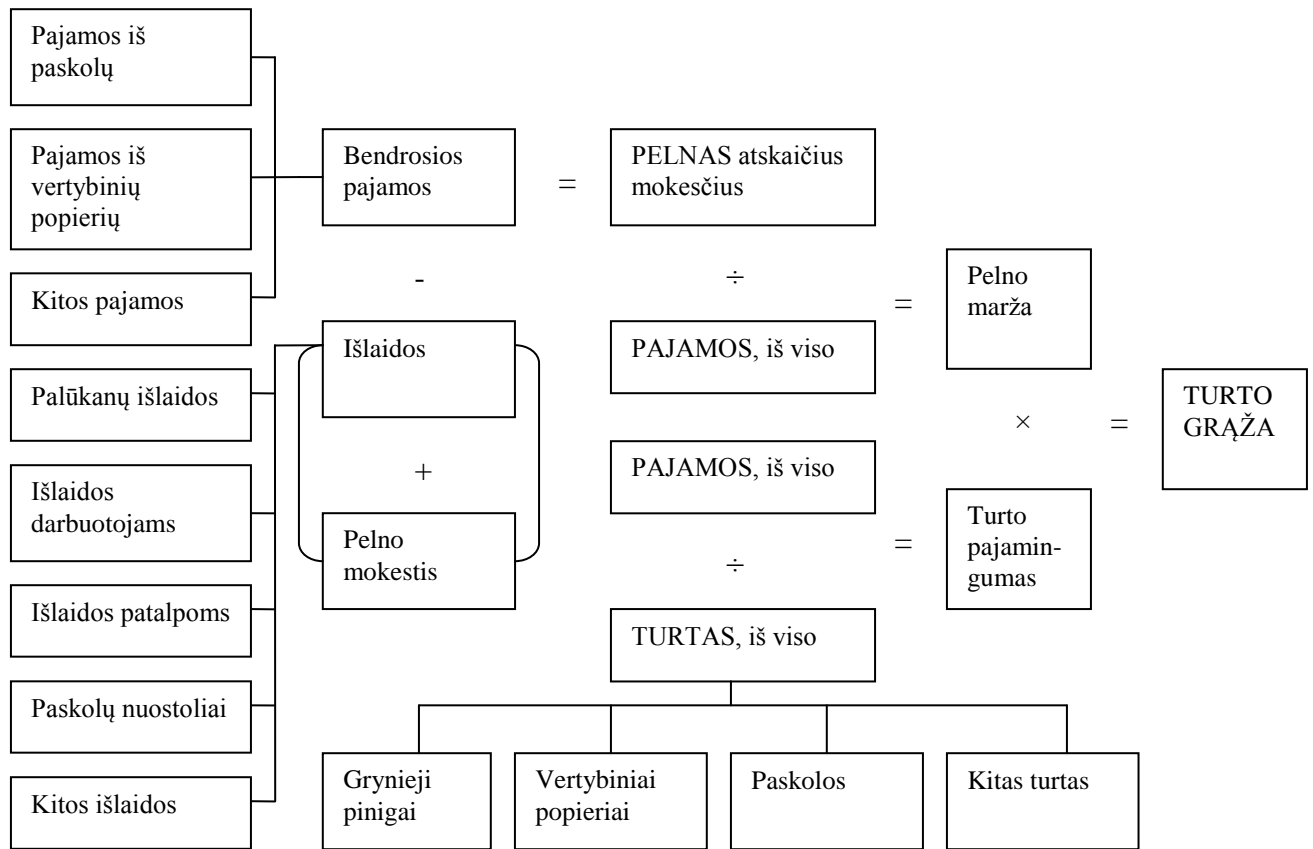 Pajamos iš
paskolų
Pajamos iš
vertybinių
popierių
Kitos pajamos
Palūkanų išlaidos
Išlaidos
darbuotojams
Išlaidos patalpoms
Paskolų nuostoliai
Kitos išlaidos
Bendrosios
pajamos
-
Išlaidos
+
Pelno
mokestis
=
PELNAS atskaičius
mokesčius
÷
PAJAMOS, iš viso
PAJAMOS, iš viso
÷
TURTAS, iš viso
Grynieji
pinigai
Vertybiniai
popieriai
Paskolos
Kitas turtas
=
Pelno
marža
×
=
Turto
pajamin-
gumas
=
TURTO
GRĄŽA